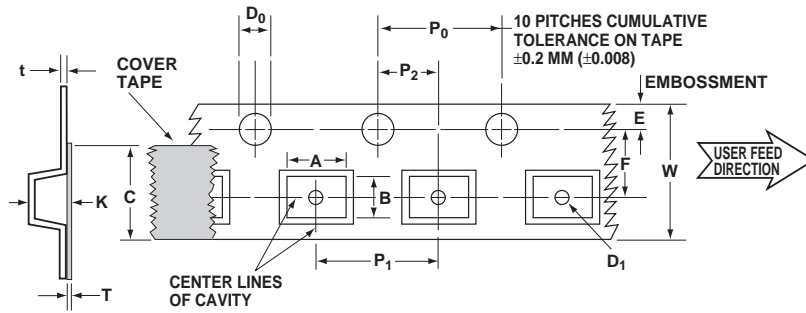 D0
P0
10 PITCHES CUMULATIVE
TOLERANCE ON TAPE
±0.2 MM (±0.008)
t
COVER
TAPE
P2
EMBOSSMENT
E
A
F
W
USER FEED
DIRECTION
K
C
B
CENTER LINES
OF CAVITY
P1
D1
T